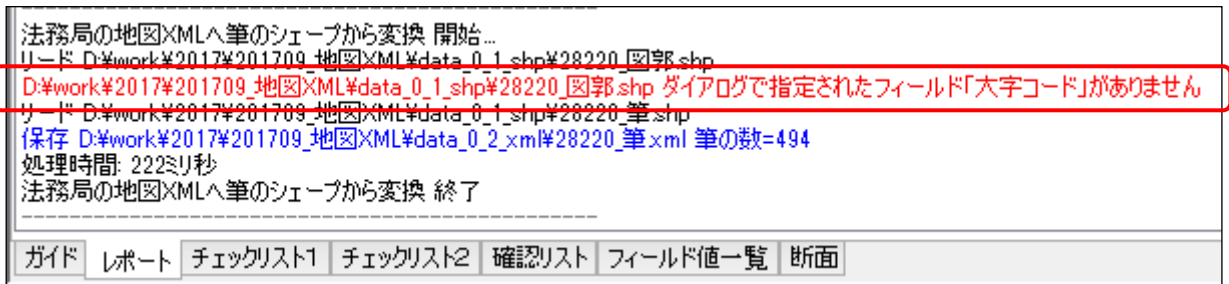 ------------------------------------------------
法務局の地図XMLへ筆のシェープから変換 開始...
リード D:¥work¥2017¥201709_地図XML¥data_0_1_shp¥28220_図郭.shp
D:¥work¥2017¥201709_地図XML¥data_0_1_shp¥28220_図郭.shp ダイアログで指定されたフィールド「大字コード」がありません
リード D:¥work¥2017¥201709_地図XML¥data_0_1_shp¥28220_筆.shp
保存 D:¥work¥2017¥201709_地図XML¥data_0_2_xml¥28220_筆.xml 筆の数=494
処理時間: 222ミリ秒
法務局の地図XMLへ筆のシェープから変換 終了
------------------------------------------------
ガイド レポート チェックリスト1 チェックリスト2 確認リスト フィールド値一覧 断面